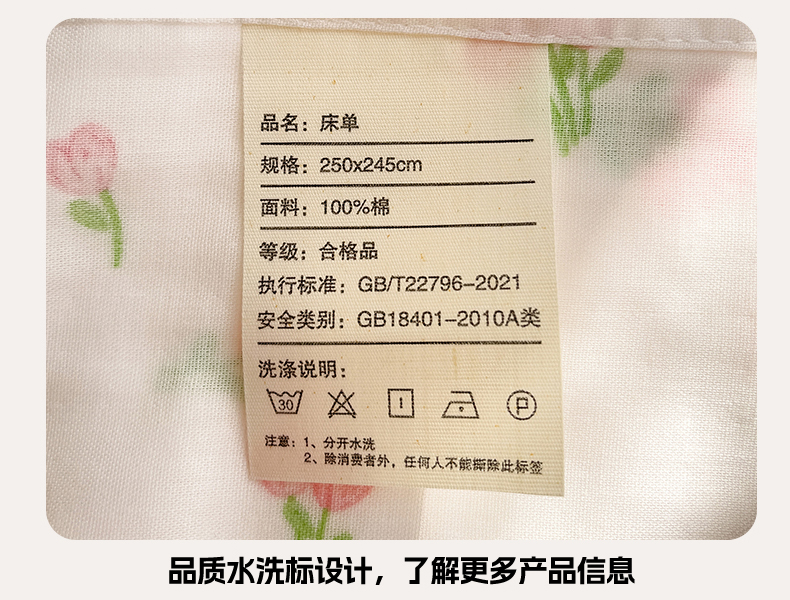 品名：床单
规格：250x245cm
面料：100%棉
等级：合格品
执行标准：GB/T22796-2021
安全类别：GB18401-2010A类
洗涤说明：
30
P
注意：1、分开水洗
2、除消费者外，任何人不能撕除此标签
品质水洗标设计，了解更多产品信息